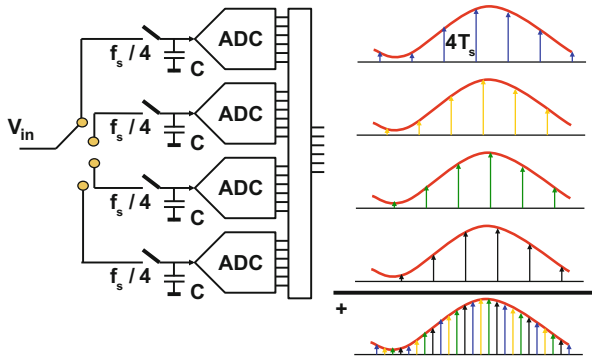 ADC
f_s / 4
C
4T_s
ADC
f_s / 4
C
V_in
ADC
f_s / 4
C
ADC
f_s / 4
C
+